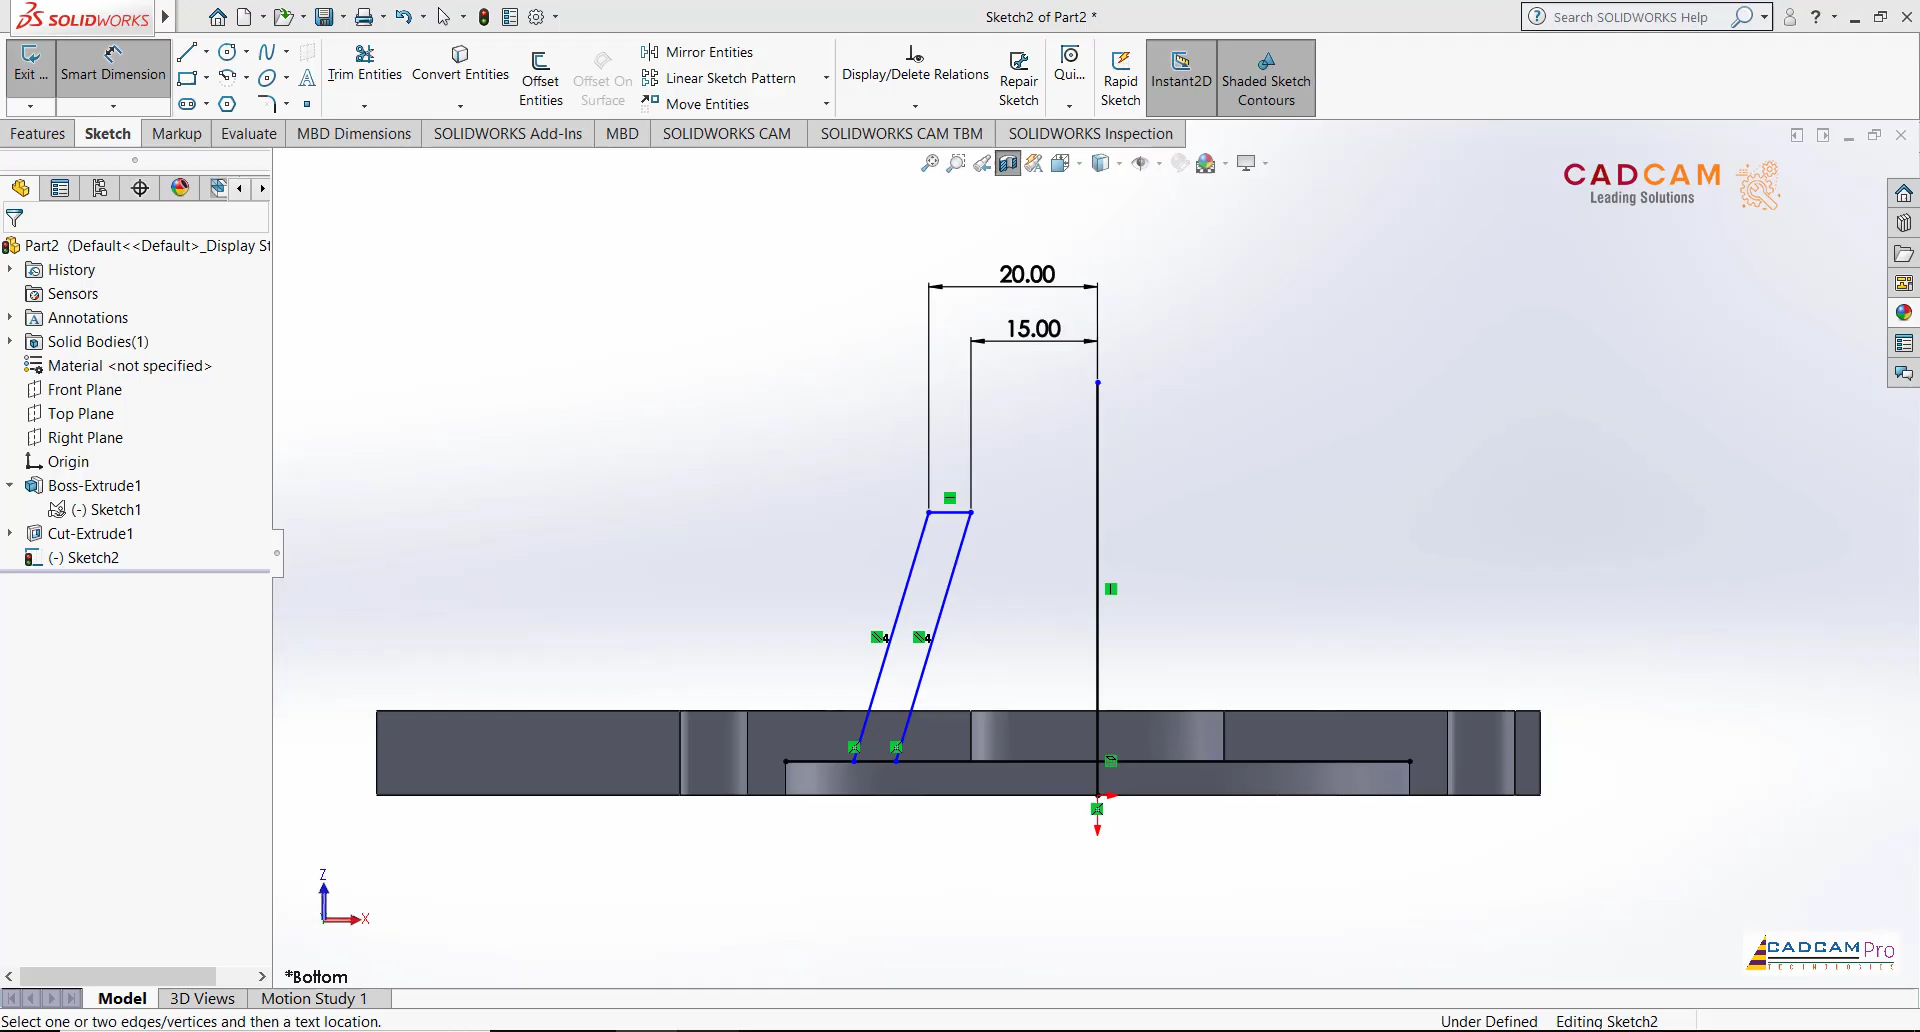 SOLIDWORKS
Sketch2 of Part2 *
Search SOLIDWORKS Help
?
Exit ...
Smart Dimension
Trim Entities
Convert Entities
Offset Entities
Offset On Surface
Mirror Entities
Linear Sketch Pattern
Move Entities
Display/Delete Relations
Repair Sketch
Qui...
Rapid Sketch
Instant2D
Shaded Sketch Contours
Features
Sketch
Markup
Evaluate
MBD Dimensions
SOLIDWORKS Add-Ins
MBD
SOLIDWORKS CAM
SOLIDWORKS CAM TBM
SOLIDWORKS Inspection
CADCAM
Leading Solutions
Part2 (Default<<Default>_Display St
History
Sensors
Annotations
Solid Bodies(1)
Material <not specified>
Front Plane
Top Plane
Right Plane
Origin
Boss-Extrude1
(-) Sketch1
Cut-Extrude1
(-) Sketch2
20.00
15.00
4
4
Z
X
*Bottom
CADCAM Pro
Model
3D Views
Motion Study 1
Select one or two edges/vertices and then a text location.
Under Defined
Editing Sketch2